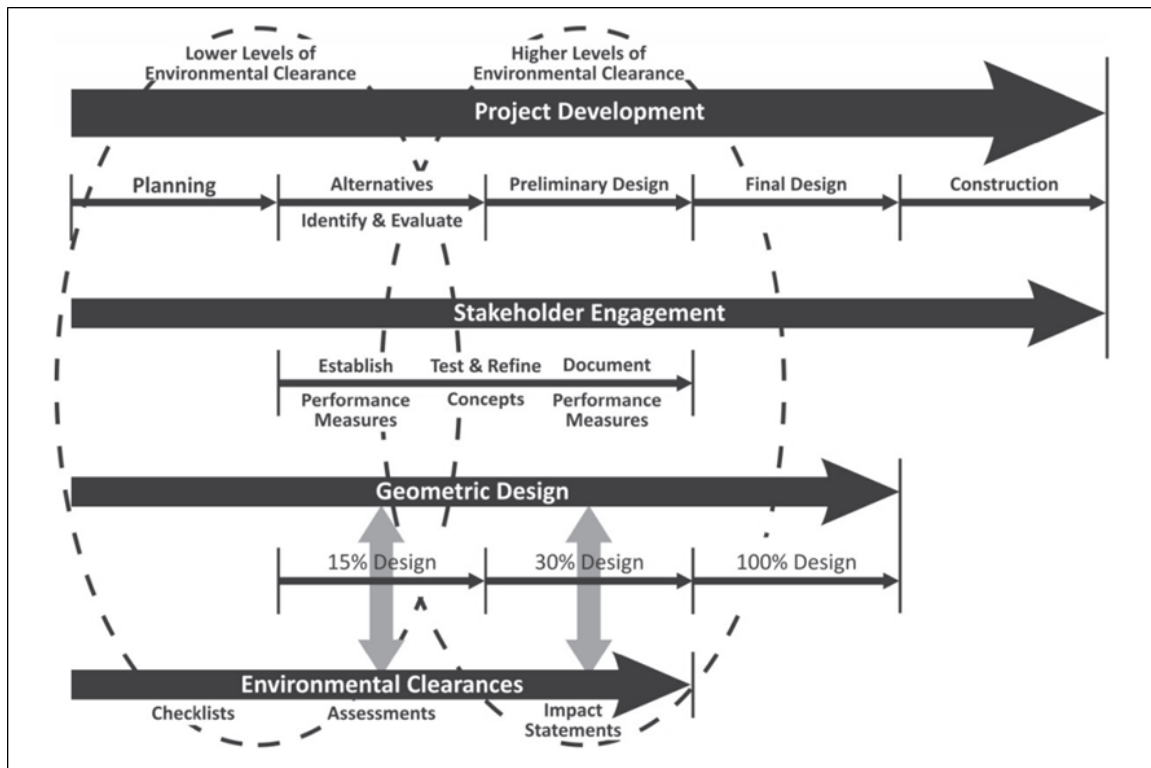 Lower Levels of
Environmental Clearance
Higher Levels of
Environmental Clearance
Project Development
Planning
Alternatives
Identify & Evaluate
Preliminary Design
Final Design
Construction
Stakeholder Engagement
Establish
Performance
Measures
Test & Refine
Concepts
Document
Performance
Measures
Geometric Design
15% Design
30% Design
100% Design
Environmental Clearances
Checklists
Assessments
Impact
Statements